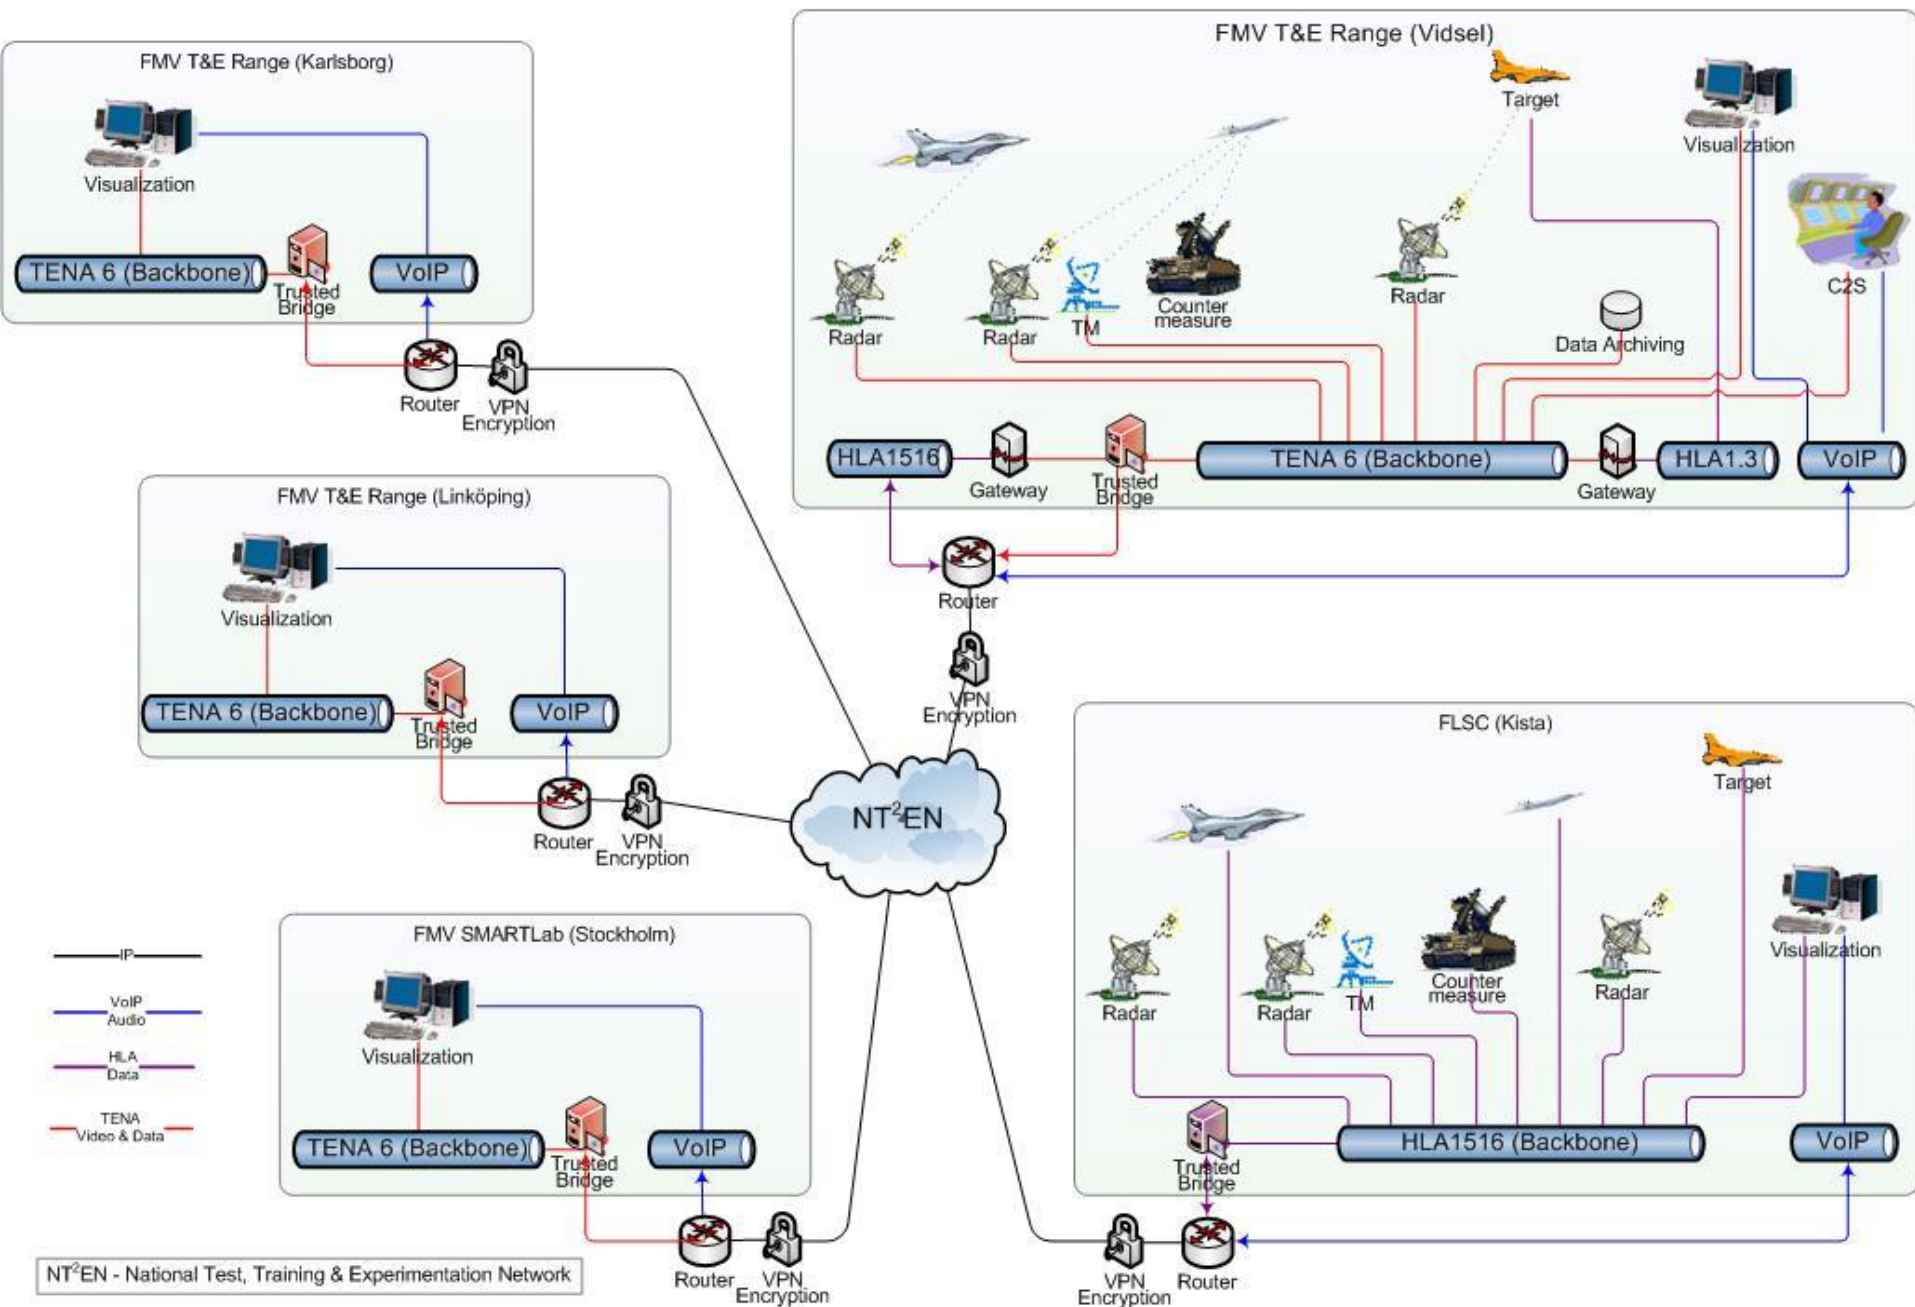 FMV T&E Range (Karlsborg)
Visualization
TENA 6 (Backbone)
Trusted
Bridge
VoIP
Router
VPN
Encryption
FMV T&E Range (Vidsel)
Target
Visualization
C2S
Radar
Radar
TM
Counter
measure
Radar
Data Archiving
HLA1516
Gateway
Trusted
Bridge
TENA 6 (Backbone)
Gateway
HLA1.3
VoIP
Router
VPN
Encryption
FMV T&E Range (Linköping)
Visualization
TENA 6 (Backbone)
Trusted
Bridge
VoIP
Router
VPN
Encryption
NT²EN
FLSC (Kista)
Target
Visualization
Radar
Radar
TM
Counter
measure
Radar
Trusted
Bridge
HLA1516 (Backbone)
VoIP
VPN
Encryption
Router
FMV SMARTLab (Stockholm)
Visualization
TENA 6 (Backbone)
Trusted
Bridge
VoIP
Router
VPN
Encryption
IP
VoIP
Audio
HLA
Data
TENA
Video & Data
NT²EN - National Test, Training & Experimentation Network